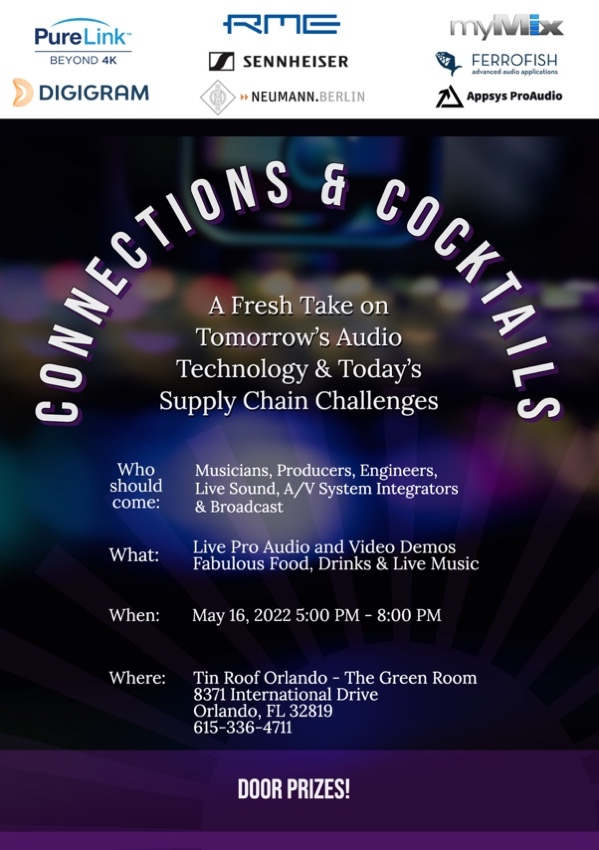 PureLink™
BEYOND 4K
RME
myMix
SENNHEISER
FERROFISH
advanced audio applications
DIGIGRAM
NEUMANN.BERLIN
Appsys ProAudio
CONNECTIONS & COCKTAILS
A Fresh Take on
Tomorrow's Audio
Technology & Today's
Supply Chain Challenges
Who
should
come:
Musicians, Producers, Engineers,
Live Sound, A/V System Integrators
& Broadcast
What:
Live Pro Audio and Video Demos
Fabulous Food, Drinks & Live Music
When:
May 16, 2022 5:00 PM - 8:00 PM
Where:
Tin Roof Orlando - The Green Room
8371 International Drive
Orlando, FL 32819
615-336-4711
DOOR PRIZES!